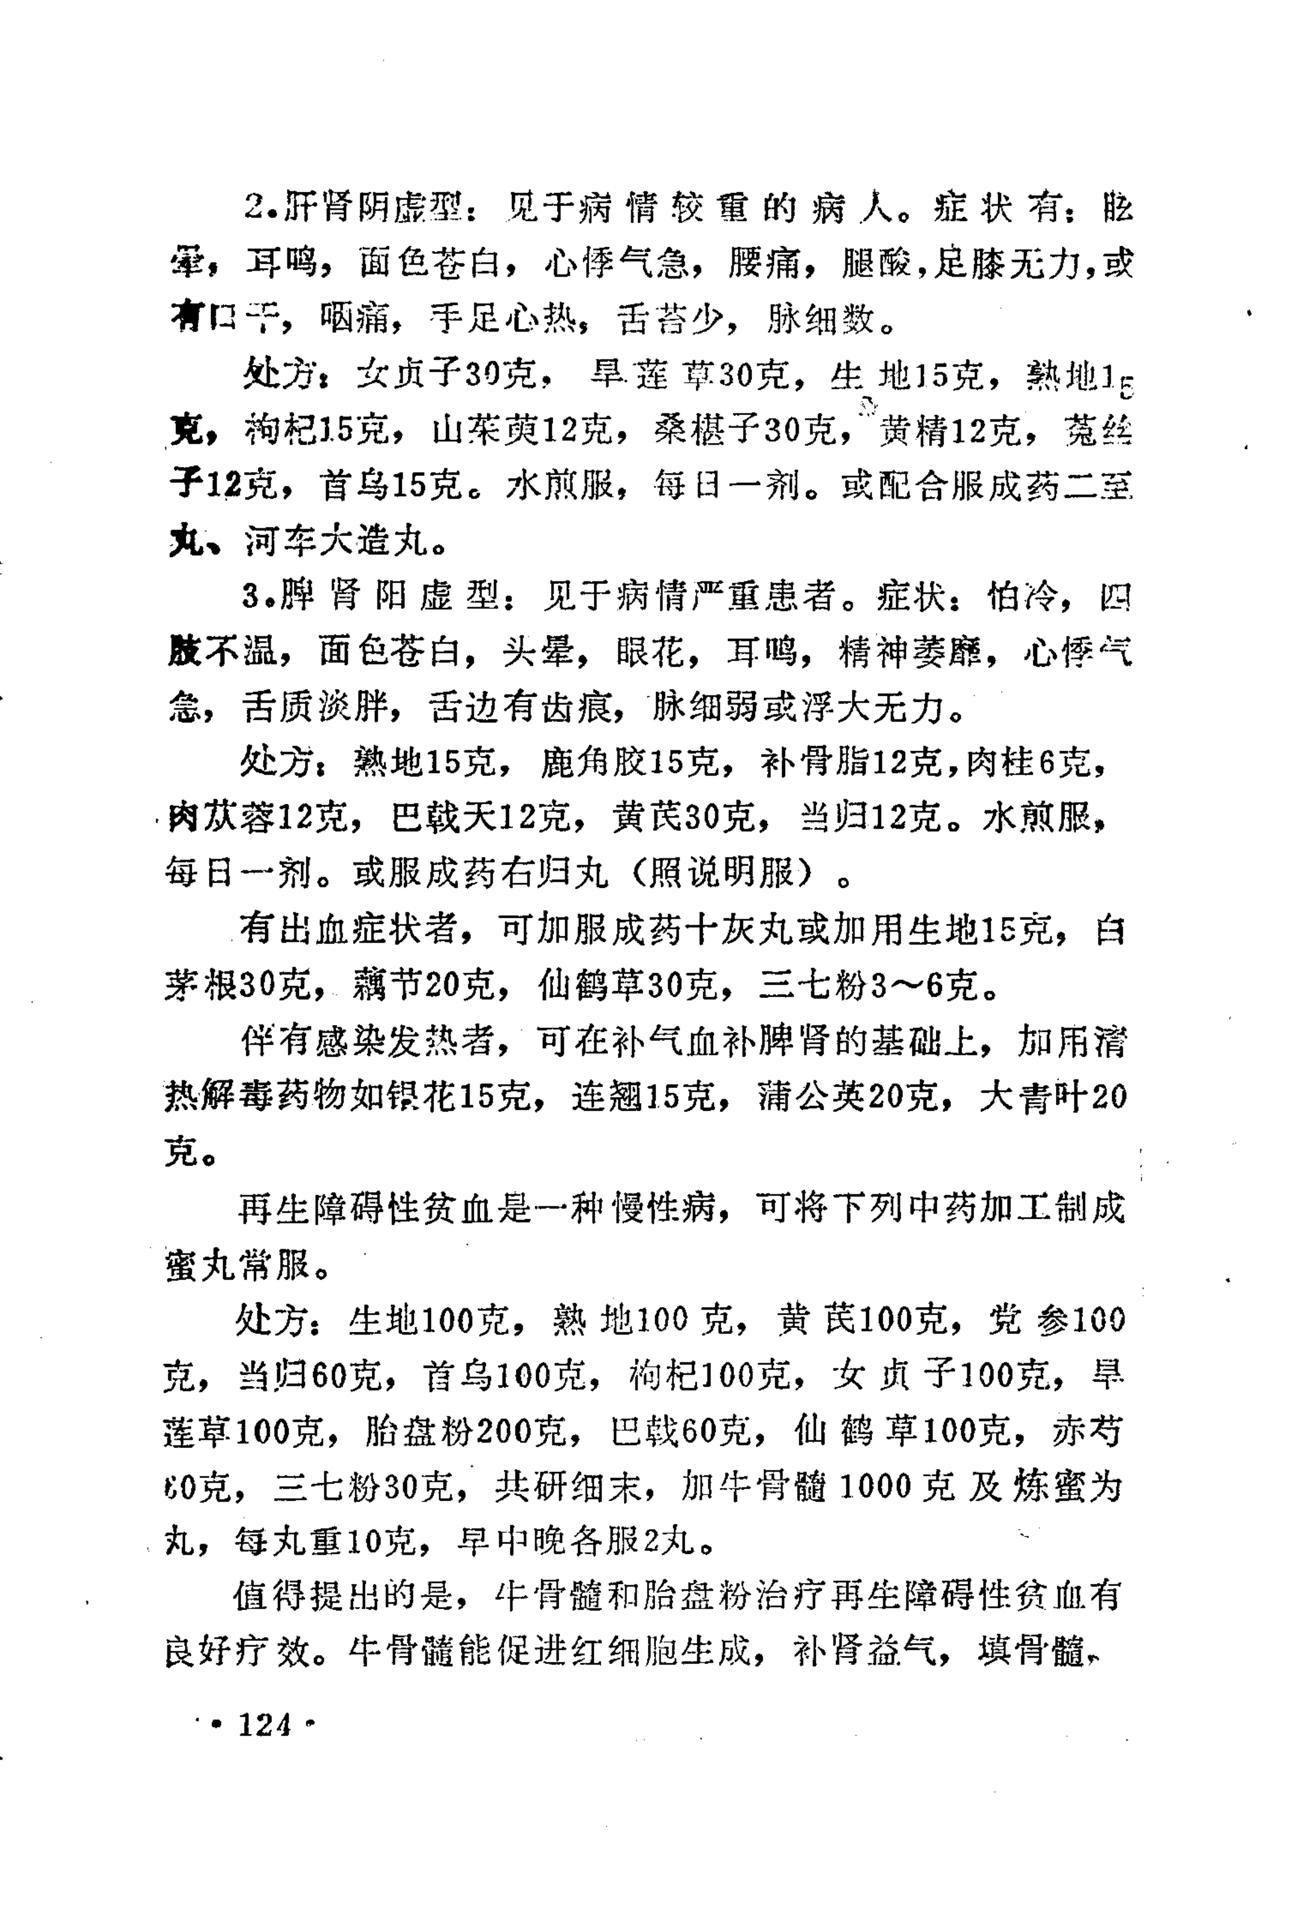 2.肝肾阴虚型：见于病情较重的病人。症状有：眩
晕，耳鸣，面色苍白，心悸气急，腰痛，腿酸，足膝无力，或
有口干，咽痛，手足心热，舌苔少，脉细数。
处方：女贞子30克，旱莲草30克，生地15克，熟地15
克，枸杞15克，山茱萸12克，桑椹子30克，黄精12克，菟丝
子12克，首乌15克。水煎服，每日一剂。或配合服成药二至
丸、河车大造丸。
3.脾肾阳虚型：见于病情严重患者。症状：怕冷，四
肢不温，面色苍白，头晕，眼花，耳鸣，精神萎靡，心悸气
急，舌质淡胖，舌边有齿痕，脉细弱或浮大无力。
处方：熟地15克，鹿角胶15克，补骨脂12克，肉桂6克，
肉苁蓉12克，巴戟天12克，黄芪30克，当归12克。水煎服，
每日一剂。或服成药右归丸（照说明服）。
有出血症状者，可加服成药十灰丸或加用生地15克，白
茅根30克，藕节20克，仙鹤草30克，三七粉3～6克。
伴有感染发热者，可在补气血补脾肾的基础上，加用清
热解毒药物如银花15克，连翘15克，蒲公英20克，大青叶20
克。
再生障碍性贫血是一种慢性病，可将下列中药加工制成
蜜丸常服。
处方：生地100克，熟地100克，黄芪100克，党参100
克，当归60克，首乌100克，枸杞100克，女贞子100克，旱
莲草100克，胎盘粉200克，巴戟60克，仙鹤草100克，赤芍
60克，三七粉30克，共研细末，加牛骨髓1000克及炼蜜为
丸，每丸重10克，早中晚各服2丸。
值得提出的是，牛骨髓和胎盘粉治疗再生障碍性贫血有
良好疗效。牛骨髓能促进红细胞生成，补肾益气，填骨髓，
·124·